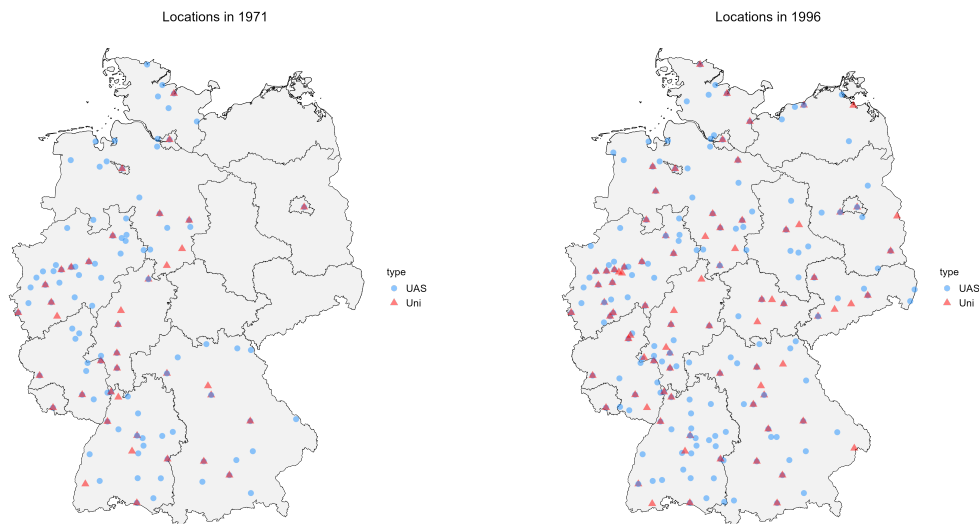 Locations in 1971
type
UAS
Uni
Locations in 1996
type
UAS
Uni